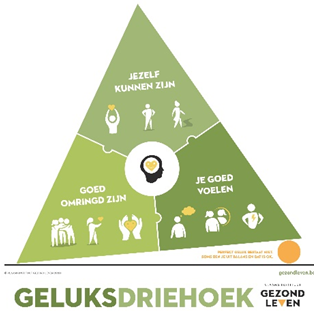 JEZELF
KUNNEN ZIJN
GOED
OMRINGD ZIJN
JE GOED
VOELEN
gezondleven.be
GELUKSDRIEHOEK
GEZOND
LEVEN